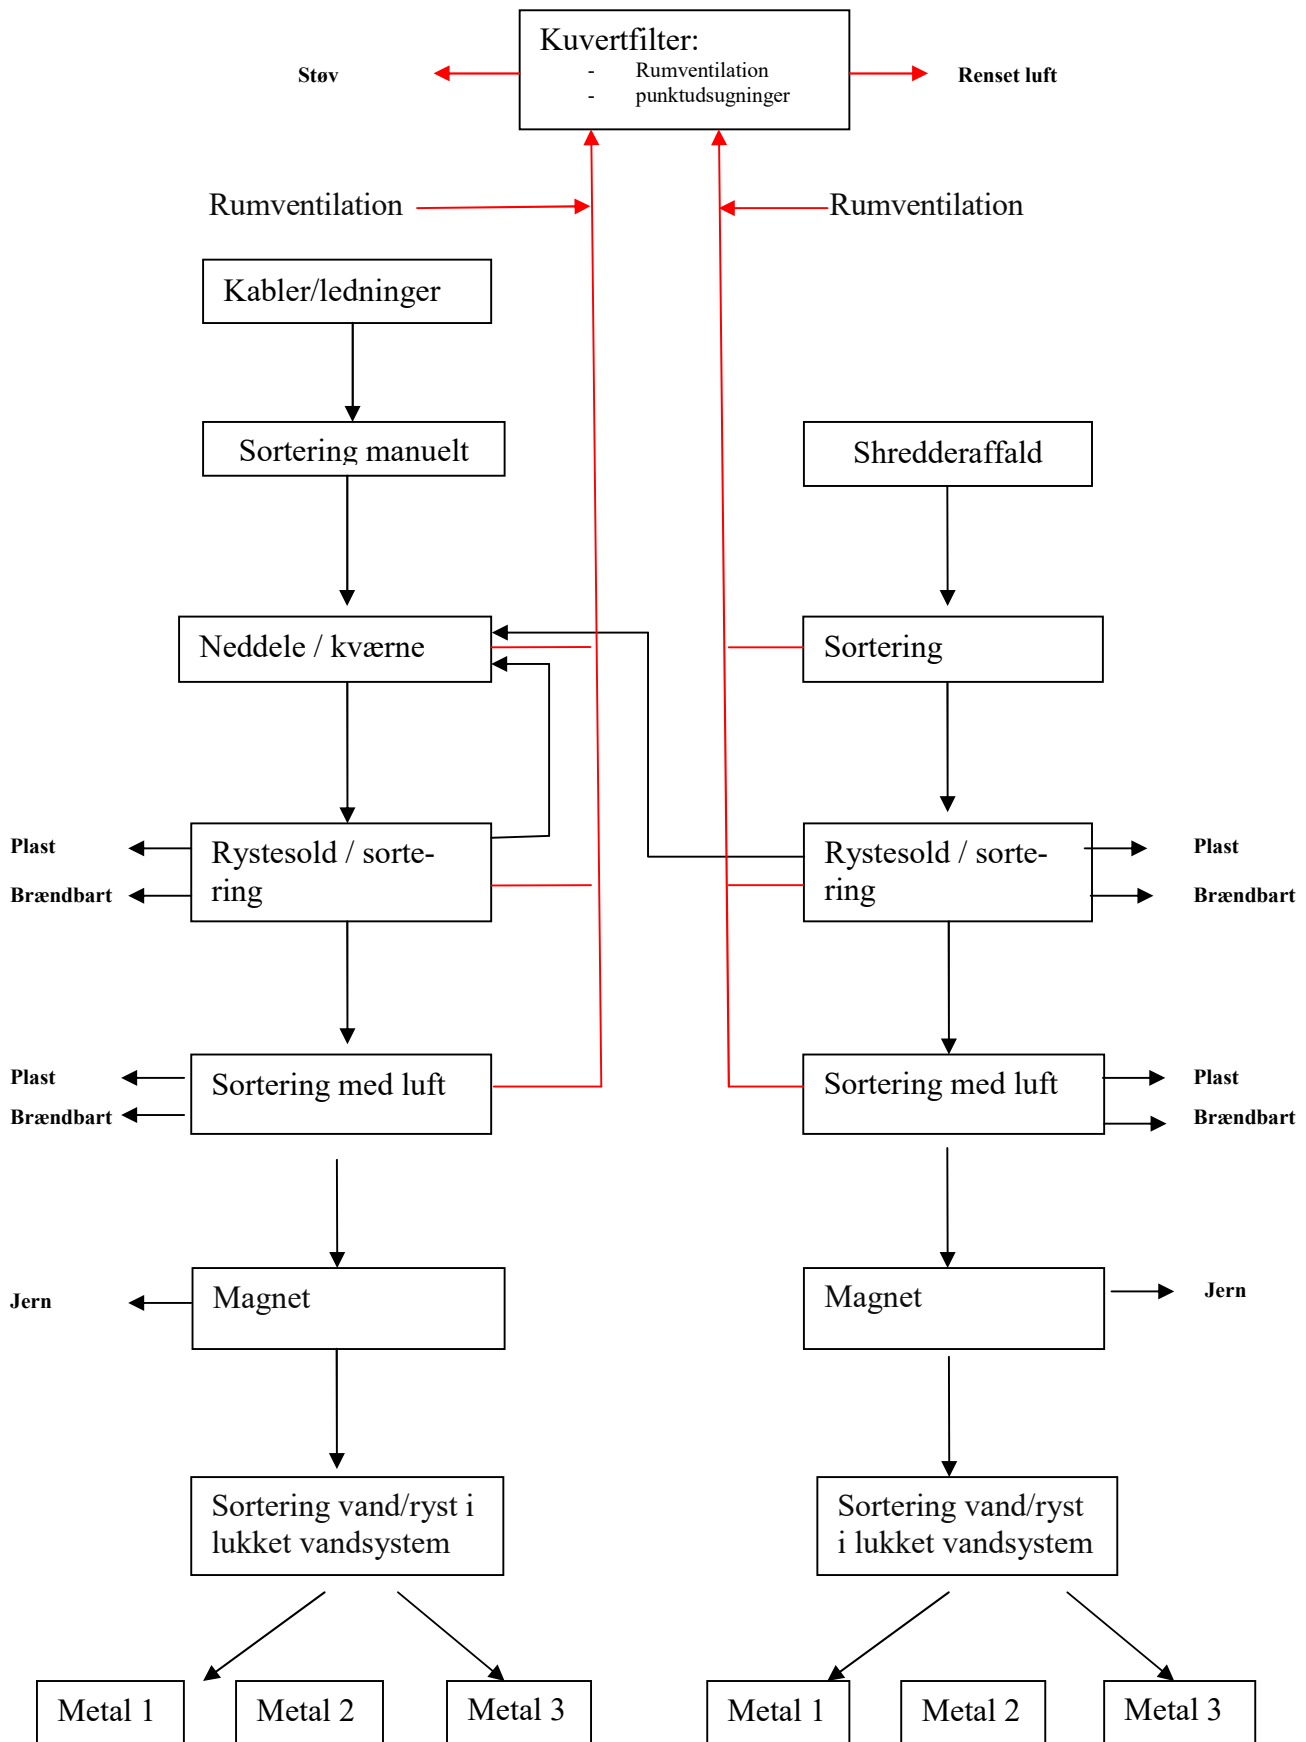 Kuvertfilter:
- Rumventilation
- punktudsugninger
Støv
Renset luft
Rumventilation
Rumventilation
Kabler/ledninger
Sortering manuelt
Shredderaffald
Neddele / kværne
Sortering
Plast
Brændbart
Rystesold / sorte-
ring
Rystesold / sorte-
ring
Plast
Brændbart
Plast
Brændbart
Sortering med luft
Sortering med luft
Plast
Brændbart
Jern
Magnet
Magnet
Jern
Sortering vand/ryst i
lukket vandsystem
Sortering vand/ryst
i lukket vandsystem
Metal 1
Metal 2
Metal 3
Metal 1
Metal 2
Metal 3